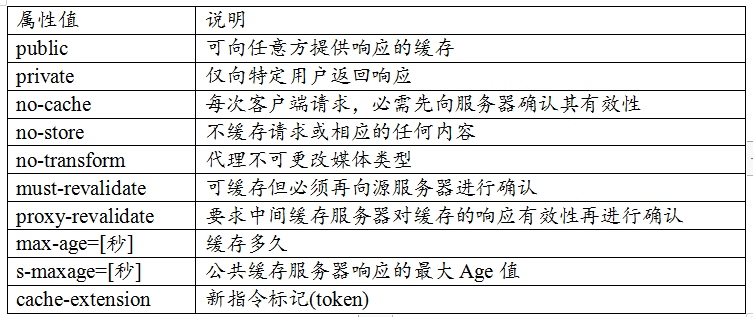 属性值 说明
public 可向任意方提供响应的缓存
private 仅向特定用户返回响应
no-cache 每次客户端请求，必需先向服务器确认其有效性
no-store 不缓存请求或相应的任何内容
no-transform 代理不可更改媒体类型
must-revalidate 可缓存但必须再向源服务器进行确认
proxy-revalidate 要求中间缓存服务器对缓存的响应有效性再进行确认
max-age=[秒] 缓存多久
s-maxage=[秒] 公共缓存服务器响应的最大 Age 值
cache-extension 新指令标记(token)